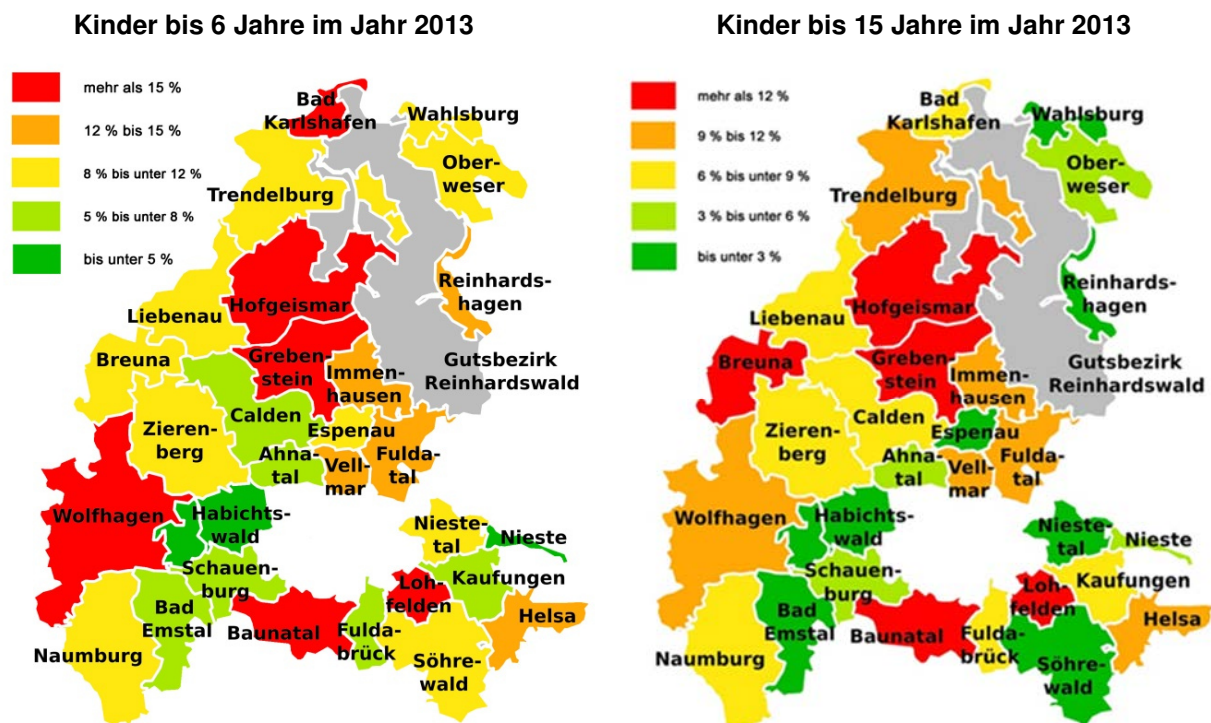 Kinder bis 6 Jahre im Jahr 2013
mehr als 15 %
12 % bis 15 %
8 % bis unter 12 %
5 % bis unter 8 %
bis unter 5 %
Bad
Karlshafen
Wahlsburg
Ober-
weser
Trendelburg
Reinhards-
hagen
Hofgeismar
Liebenau
Breuna
Greben-
stein
Immen-
hausen
Gutsbezirk
Reinhardswald
Calden
Zieren-
berg
Espenau
Ahna-
tal
Vell-
mar
Fulda-
tal
Wolfhagen
Habichts-
wald
Nieste-
tal
Nieste
Schauen-
burg
Loh-
felden
Kaufungen
Bad
Emstal
Baunatal
Fulda-
brück
Helsa
Naumburg
Söhre-
wald
Kinder bis 15 Jahre im Jahr 2013
mehr als 12 %
9 % bis 12 %
6 % bis unter 9 %
3 % bis unter 6 %
bis unter 3 %
Bad
Karlshafen
Wahlsburg
Ober-
weser
Trendelburg
Reinhards-
hagen
Hofgeismar
Liebenau
Breuna
Greben-
stein
Immen-
hausen
Gutsbezirk
Reinhardswald
Calden
Zieren-
berg
Espenau
Ahna-
tal
Vell-
mar
Fulda-
tal
Wolfhagen
Habichts-
wald
Nieste-
tal
Nieste
Schauen-
burg
Loh-
felden
Kaufungen
Bad
Emstal
Baunatal
Fulda-
brück
Helsa
Naumburg
Söhre-
wald